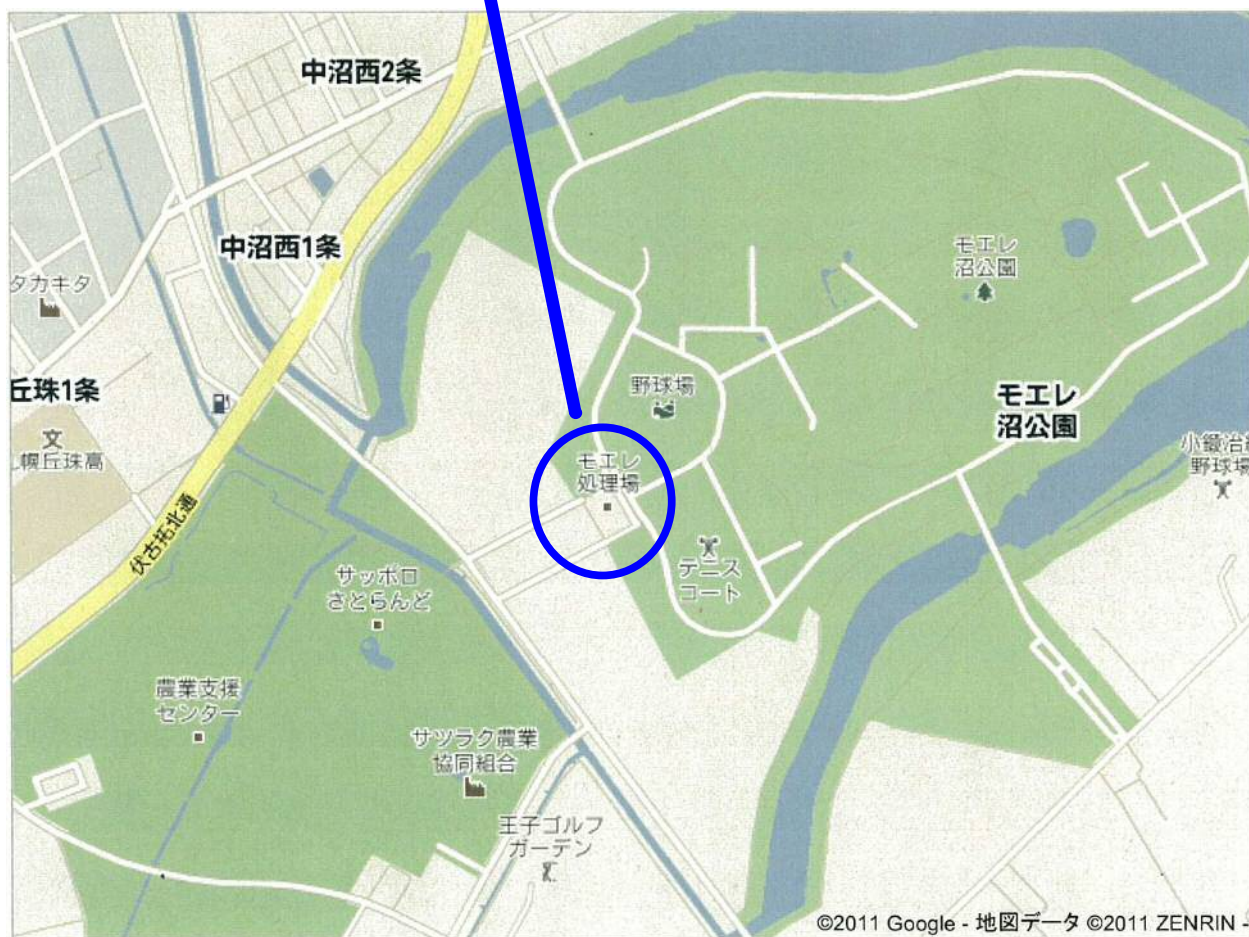 中沼西2条
中沼西1条
タカキタ
モエレ
沼公園
丘珠1条
野球場
モエレ
沼公園
文
幌丘珠高
モエレ
処理場
野球場
伏古拓北通
テニス
コート
サッポロ
さとらんど
農業支援
センター
サツラク農業
協同組合
王子ゴルフ
ガーデン
©2011 Google - 地図データ ©2011 ZENRIN -